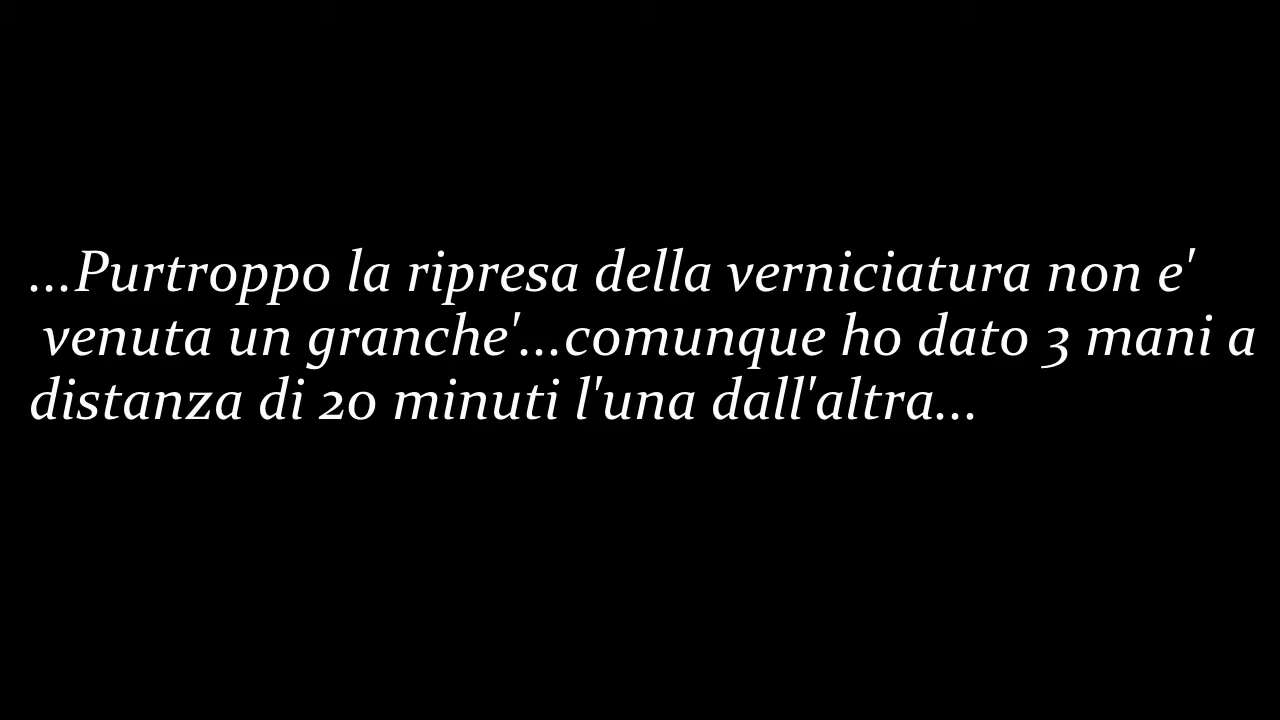 ...Purtroppo la ripresa della verniciatura non e'
venuta un granche'...comunque ho dato 3 mani a
distanza di 20 minuti l'una dall'altra...